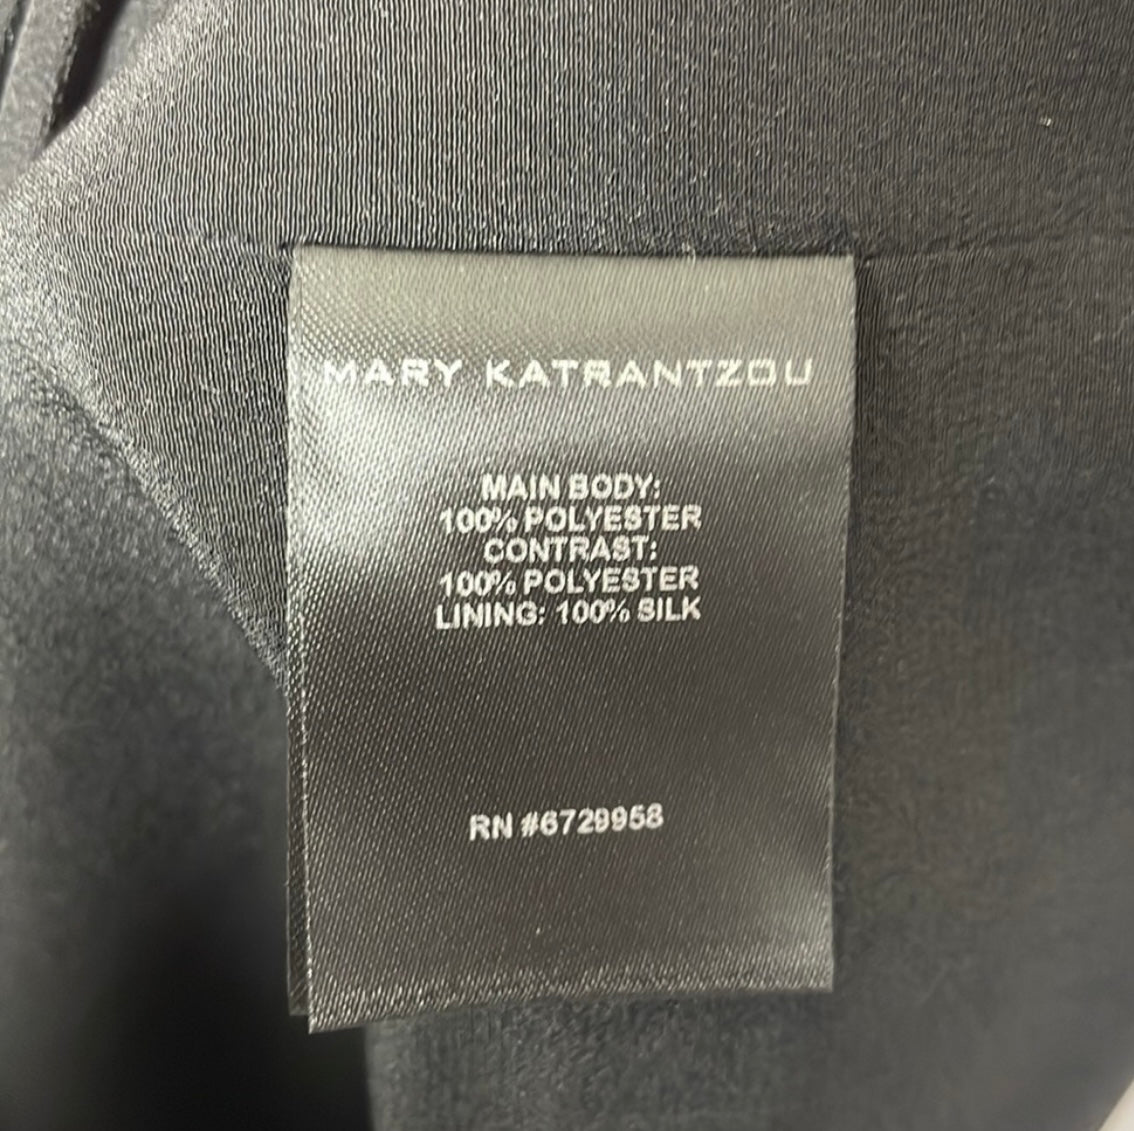 MARY KATRANTZOU
MAIN BODY:
100% POLYESTER
CONTRAST:
100% POLYESTER
LINING: 100% SILK
RN #6729958